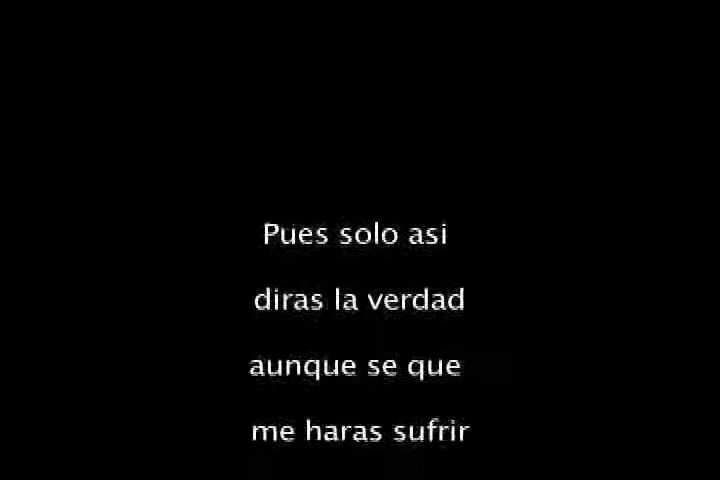 Pues solo asi
diras la verdad
aunque se que
me haras sufrir